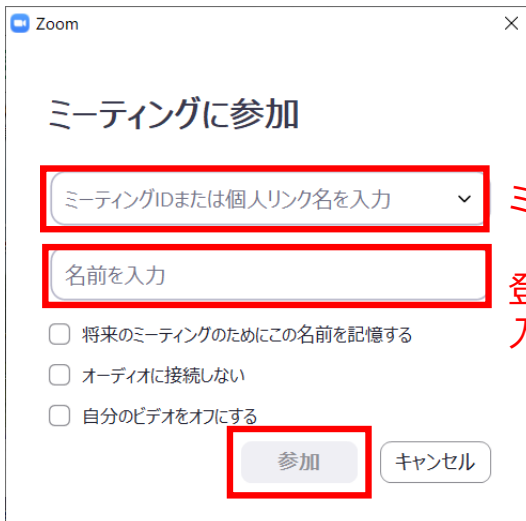 Zoom
ミーティングに参加
ミーティングIDまたは個人リンク名を入力
ミ
名前を入力
登
入
将来のミーティングのためにこの名前を記憶する
オーディオに接続しない
自分のビデオをオフにする
参加
キャンセル